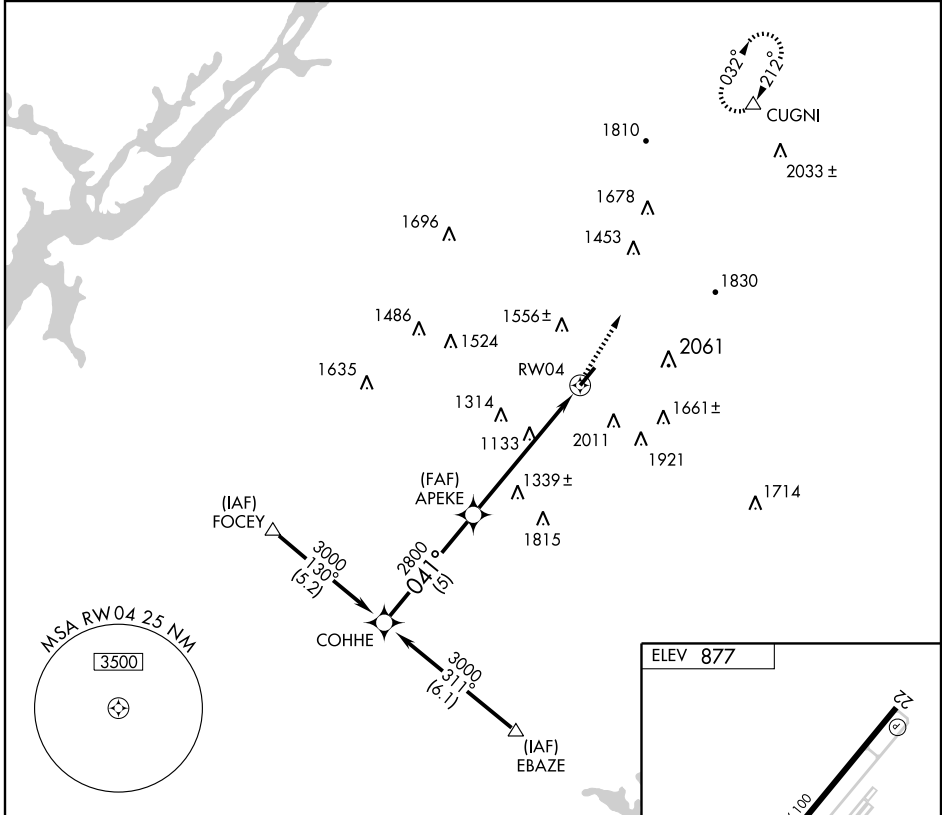 032°
212°
CUGNI
1810
2033 ±
1678
1696
1453
1830
1486
1556±
1524
2061
RW04
1635
1314
1661±
1133
2011
1921
(FAF)
APEKE
1339±
1714
1815
(IAF)
FOCEY
3000
130°
(5.2)
2800
041°
(5)
COHHE
MSA RW04 25 NM
3500
3000
311°
(6.1)
(IAF)
EBAZE
ELEV 877
22
P